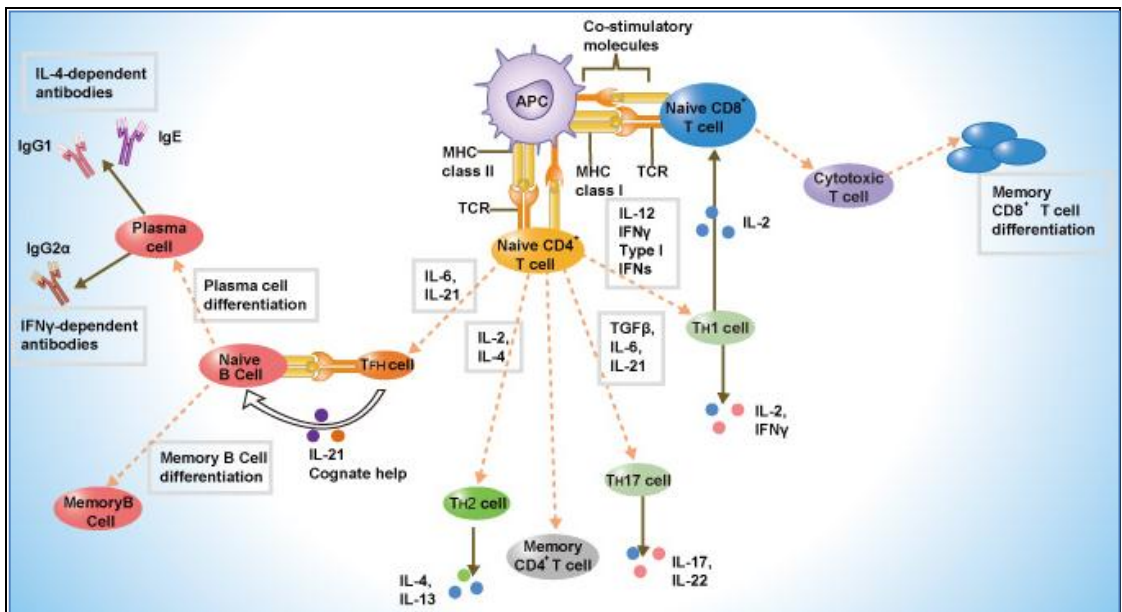 Co-stimulatory
molecules
IL-4-dependent
antibodies
APC
Naive CD8⁺
T cell
IgG1
IgE
MHC
class II
MHC
class I
TCR
Cytotoxic
T cell
Memory
CD8⁺ T cell
differentiation
TCR
IL-12
IFNγ
Type I
IFNs
IL-2
Plasma
cell
Naive CD4⁺
T cell
IgG2α
IL-6,
IL-21
Plasma cell
differentiation
IFNγ-dependent
antibodies
IL-2,
IL-4
TGFβ,
IL-6,
IL-21
TH1 cell
Naive
B Cell
TFH cell
IL-2,
IFNγ
IL-21
Cognate help
Memory B Cell
differentiation
MemoryB
Cell
TH2 cell
TH17 cell
Memory
CD4⁺ T cell
IL-4,
IL-13
IL-17,
IL-22